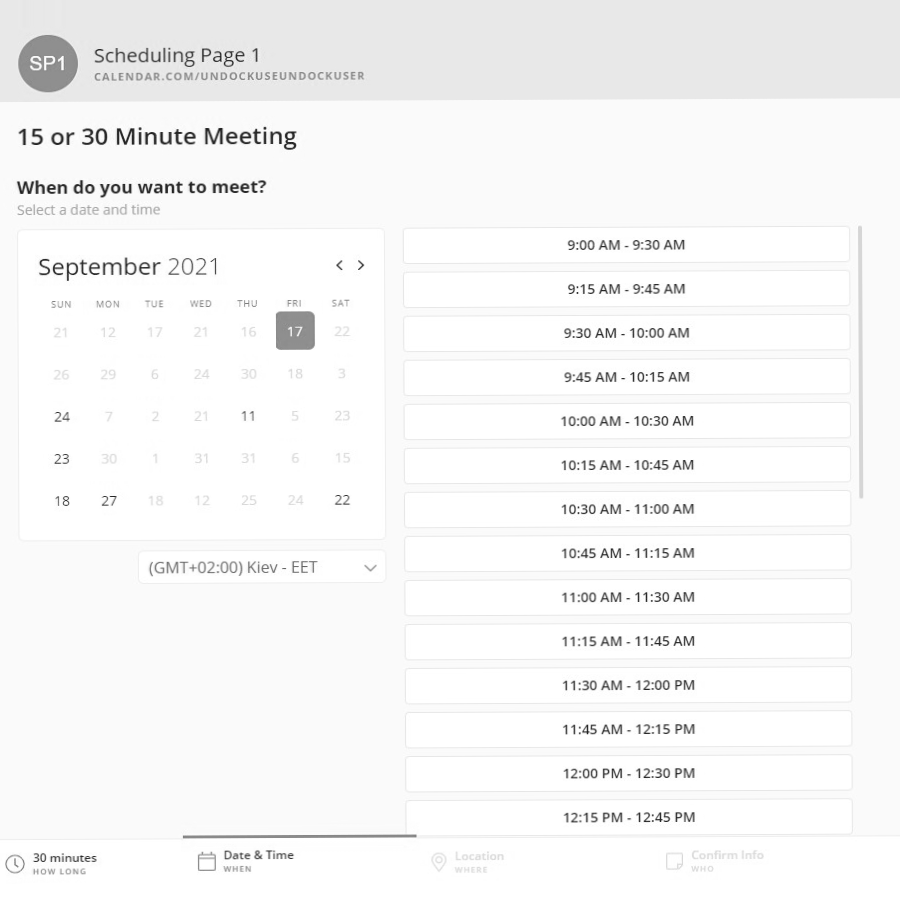 SP1
Scheduling Page 1
CALENDAR.COM/UNDOCKUSEUNDOCKUSER
15 or 30 Minute Meeting
When do you want to meet?
Select a date and time
September 2021 < >
SUN MON TUE WED THU FRI SAT
21 12 17 21 16 17 22
26 29 6 24 30 18 3
24 7 2 21 11 5 23
23 30 1 31 31 6 15
18 27 18 12 25 24 22
(GMT+02:00) Kiev - EET
9:00 AM - 9:30 AM
9:15 AM - 9:45 AM
9:30 AM - 10:00 AM
9:45 AM - 10:15 AM
10:00 AM - 10:30 AM
10:15 AM - 10:45 AM
10:30 AM - 11:00 AM
10:45 AM - 11:15 AM
11:00 AM - 11:30 AM
11:15 AM - 11:45 AM
11:30 AM - 12:00 PM
11:45 AM - 12:15 PM
12:00 PM - 12:30 PM
12:15 PM - 12:45 PM
30 minutes
HOW LONG
Date & Time
WHEN
Location
WHERE
Confirm Info
WHO